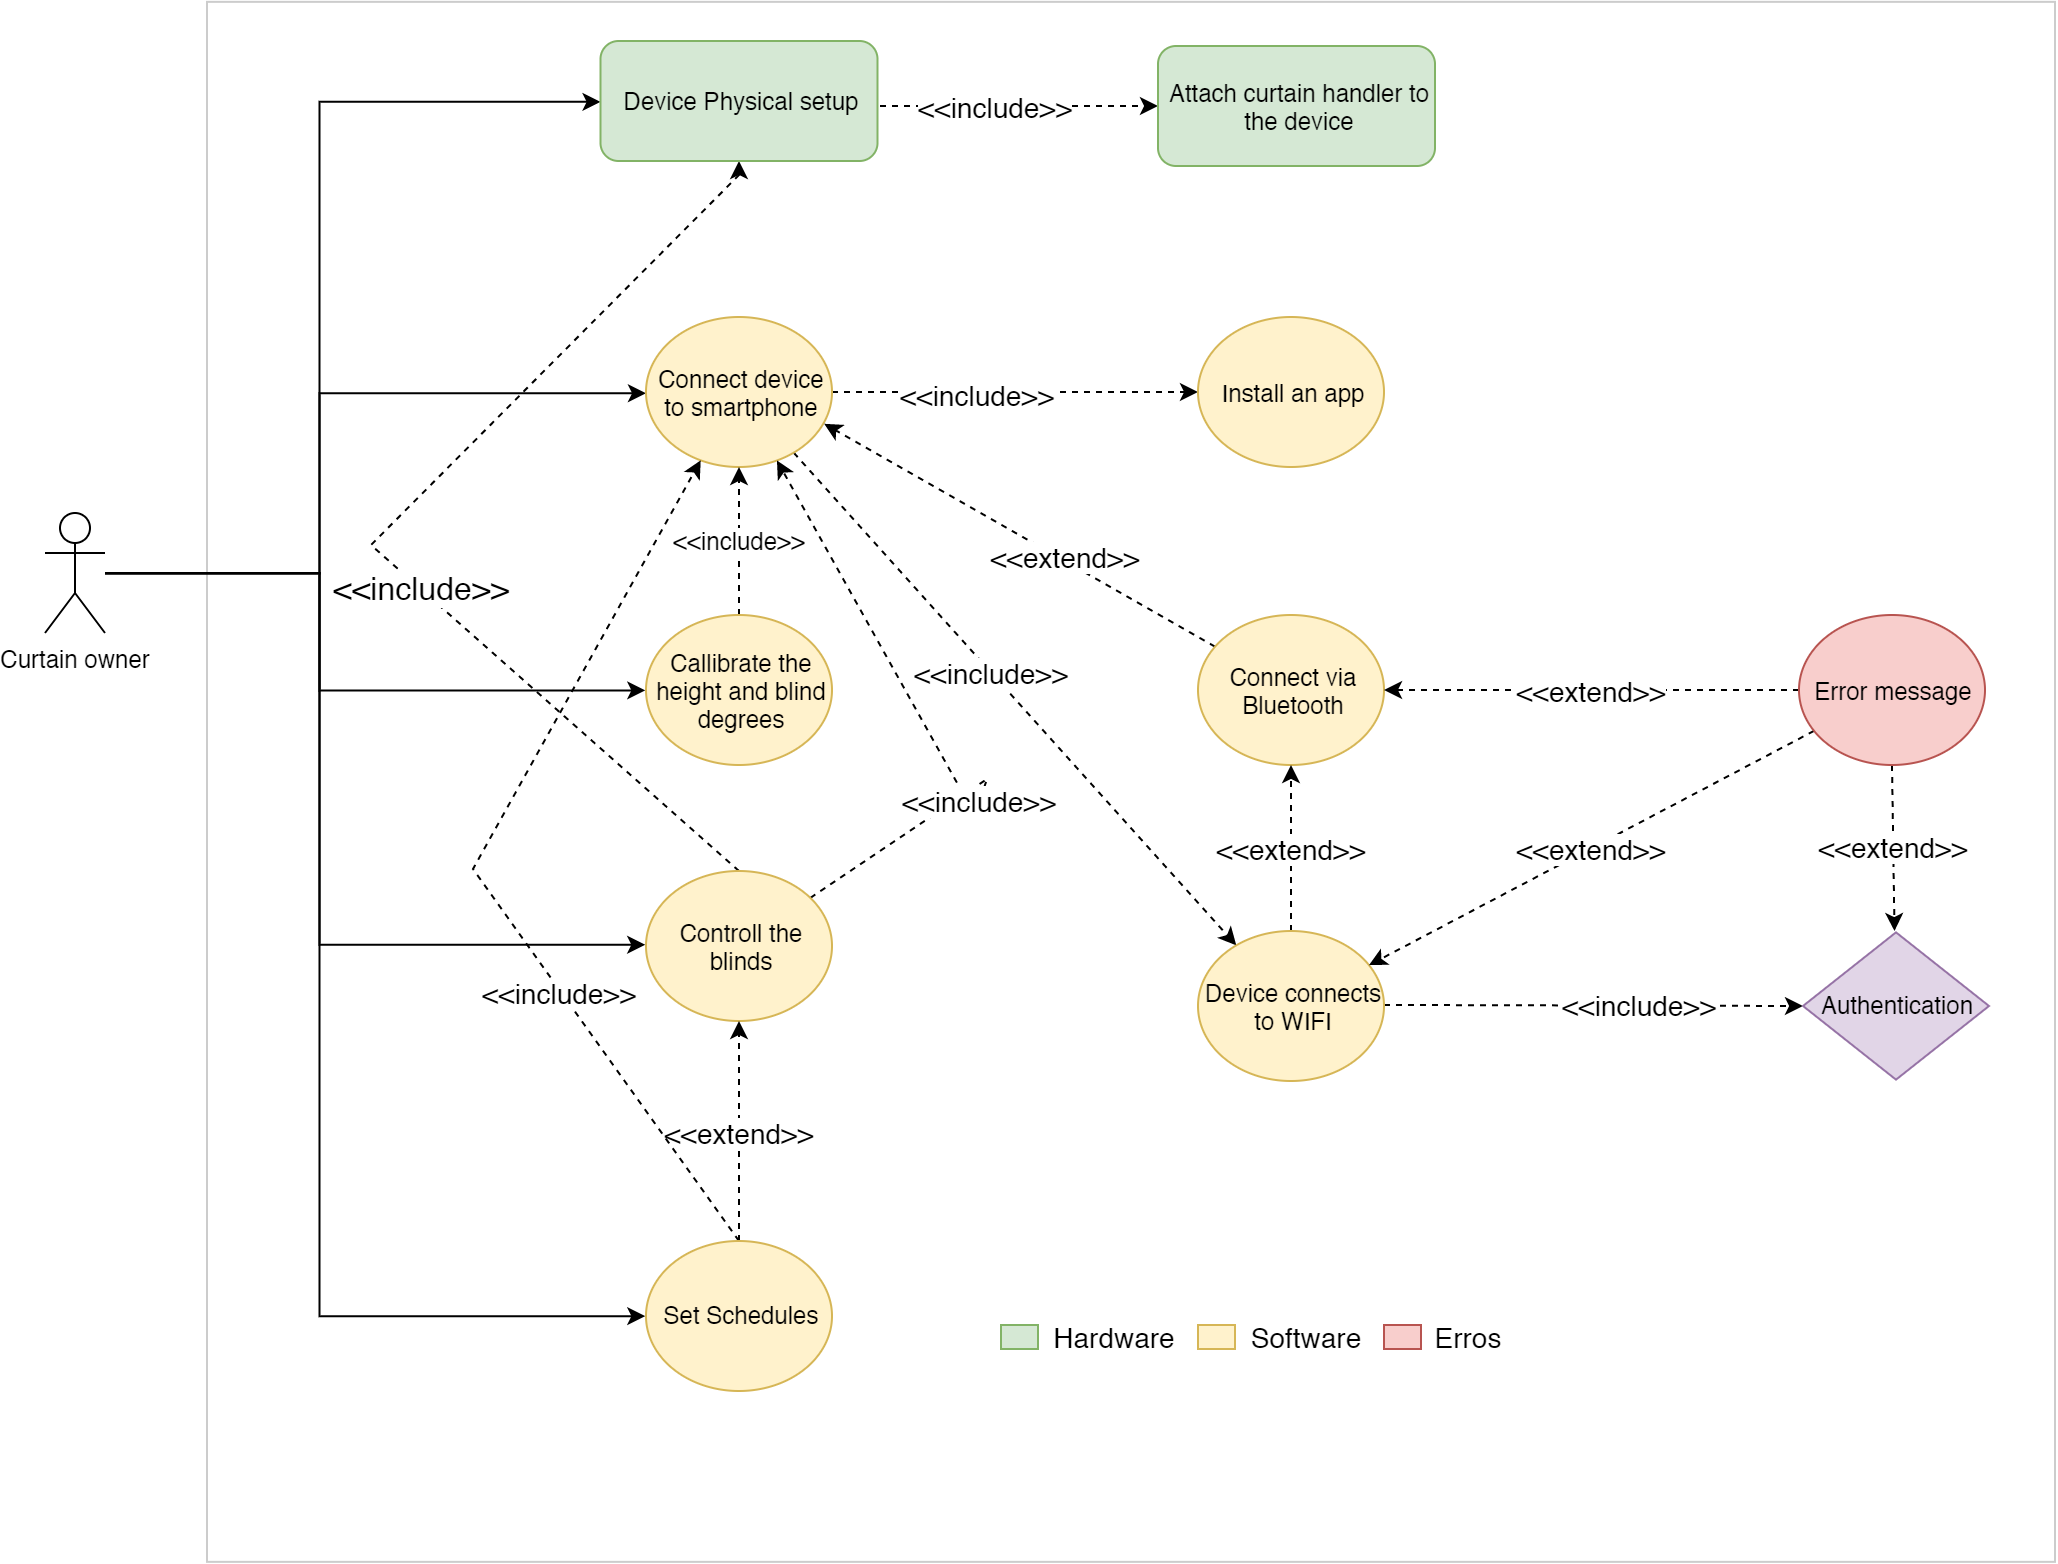 Device Physical setup
<<include>>
Attach curtain handler to
the device
Connect device
to smartphone
<<include>>
Install an app
<<include>>
<<extend>>
<<include>>
Curtain owner
Callibrate the
height and blind
degrees
<<include>>
Connect via
Bluetooth
<<extend>>
Error message
<<include>>
<<extend>>
<<extend>>
<<extend>>
Controll the
blinds
<<include>>
Device connects
to WIFI
<<include>>
Authentication
<<extend>>
Set Schedules
Hardware
Software
Erros